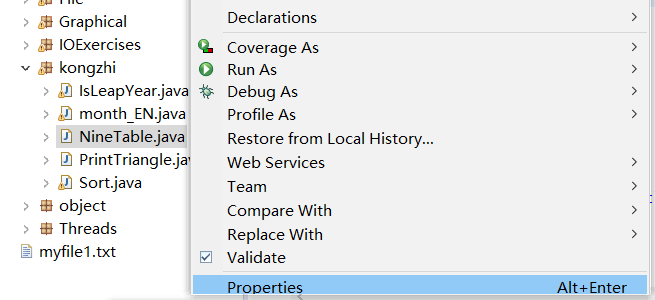 File
Graphical
IOExercises
kongzhi
IsLeapYear.java
month_EN.java
NineTable.java
PrintTriangle.ja
Sort.java
object
Threads
myfile1.txt
Declarations
Coverage As
Run As
Debug As
Profile As
Restore from Local History...
Web Services
Team
Compare With
Replace With
Validate
Properties Alt+Enter